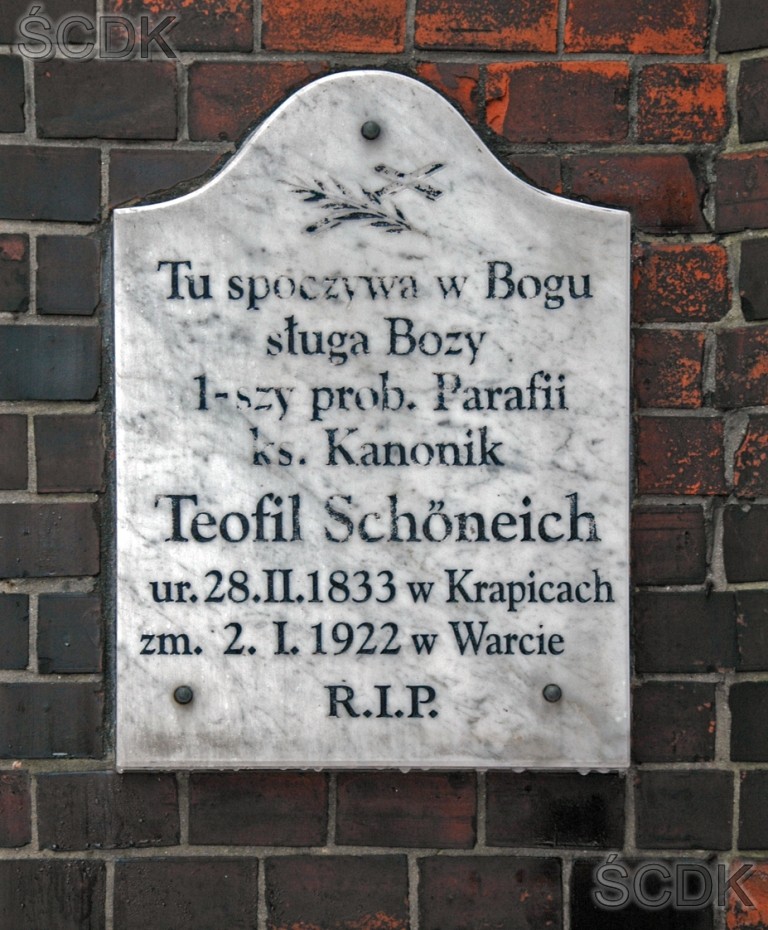 ŚCDK
Tu spoczywa w Bogu
sługa Bozy
1-szy prob. Parafii
ks. Kanonik
Teofil Schöneich
ur. 28.II.1833 w Krapicach
zm. 2. I. 1922 w Warcie
R.I.P.
ŚCDK